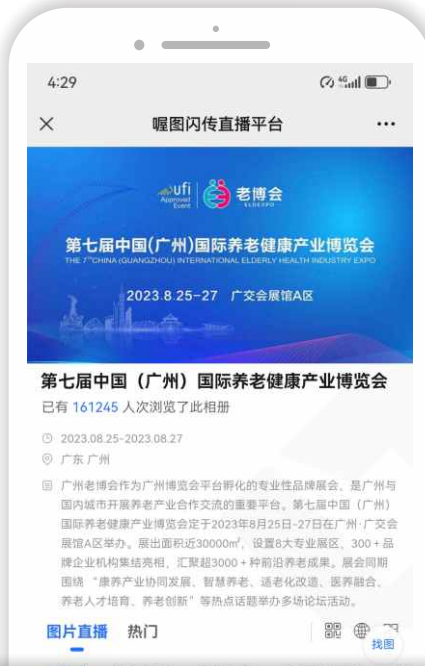 4:29
4G
喔图闪传直播平台
ufi
Approved
Event
老博会
ELDEXPO
第七届中国(广州)国际养老健康产业博览会
THE 7THCHINA (GUANGZHOU) INTERNATIONAL ELDERLY HEALTH INDUSTRY EXPO
2023.8.25-27 广交会展馆A区
第七届中国（广州）国际养老健康产业博览会
已有 161245 人次浏览了此相册
2023.08.25-2023.08.27
广东 广州
广州老博会作为广州博览会平台孵化的专业性品牌展会，是广州与
国内城市开展养老产业合作交流的重要平台。第七届中国（广州）
国际养老健康产业博览会定于2023年8月25日-27日在广州·广交会
展馆A区举办。展出面积近30000㎡，设置8大专业展区，300+品
牌企业机构集结亮相，汇聚超3000+种前沿养老成果。展会同期
围绕“康养产业协同发展、智慧养老、适老化改造、医养融合、
养老人才培育、养老创新”等热点话题举办多场论坛活动。
图片直播 热门
找图